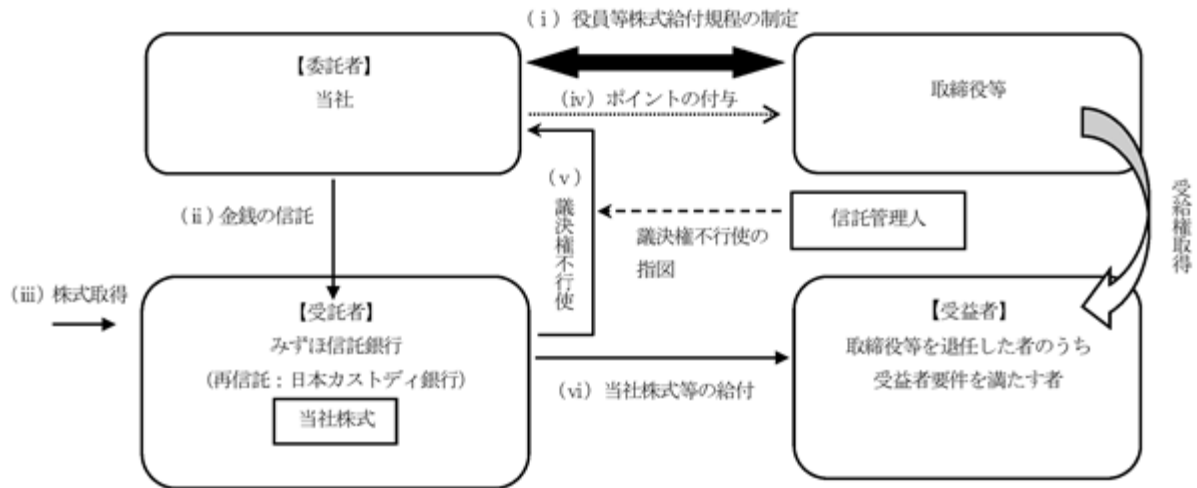 (ⅰ) 役員等株式給付規程の制定
【委託者】
当社
取締役等
(ⅳ) ポイントの付与
(ⅱ) 金銭の信託
(ⅴ)
議決権不行使
信託管理人
議決権不行使の
指図
受給権取得
(ⅲ) 株式取得
【受託者】
みずほ信託銀行
(再信託：日本カストディ銀行)
当社株式
(ⅵ) 当社株式等の給付
【受益者】
取締役等を退任した者のうち
受益者要件を満たす者